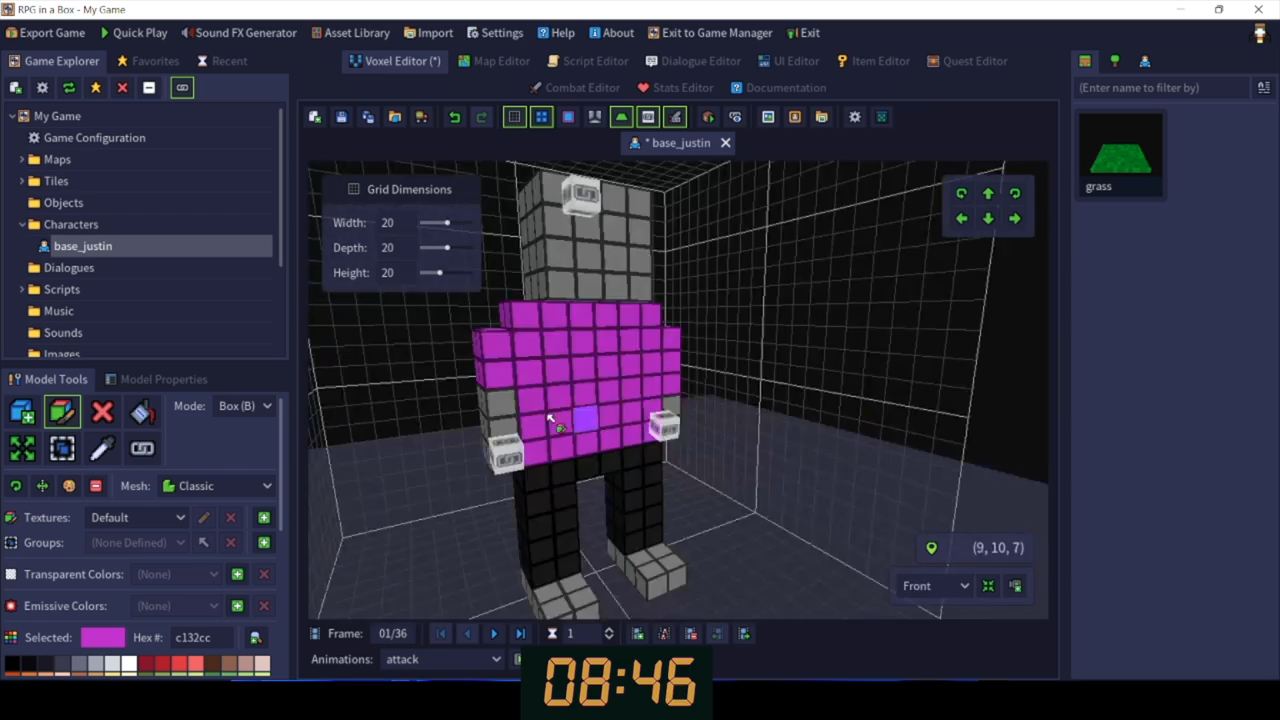 RPG in a Box - My Game
Export Game Quick Play Sound FX Generator Asset Library Import Settings Help About Exit to Game Manager Exit
Game Explorer Favorites Recent
Voxel Editor (*) Map Editor Script Editor Dialogue Editor UI Editor Item Editor Quest Editor
Combat Editor Stats Editor Documentation
(Enter name to filter by)
* base_justin
My Game
Game Configuration
Maps
Tiles
Objects
Characters
base_justin
Dialogues
Scripts
Music
Sounds
Images
Grid Dimensions
Width: 20
Depth: 20
Height: 20
grass
Model Tools Model Properties
Mode: Box (B)
Mesh: Classic
Textures: Default
Groups: (None Defined)
Transparent Colors: (None)
Emissive Colors: (None)
Selected: Hex #: c132cc
(9, 10, 7)
Front
Frame: 01/36 1
Animations: attack
08:46